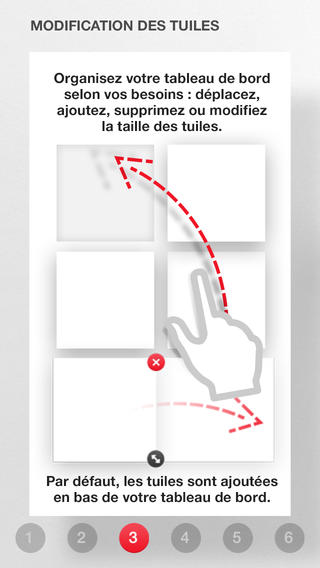 MODIFICATION DES TUILES
Organisez votre tableau de bord
selon vos besoins : déplacez,
ajoutez, supprimez ou modifiez
la taille des tuiles.
Par défaut, les tuiles sont ajoutées
en bas de votre tableau de bord.
1 2 3 4 5 6